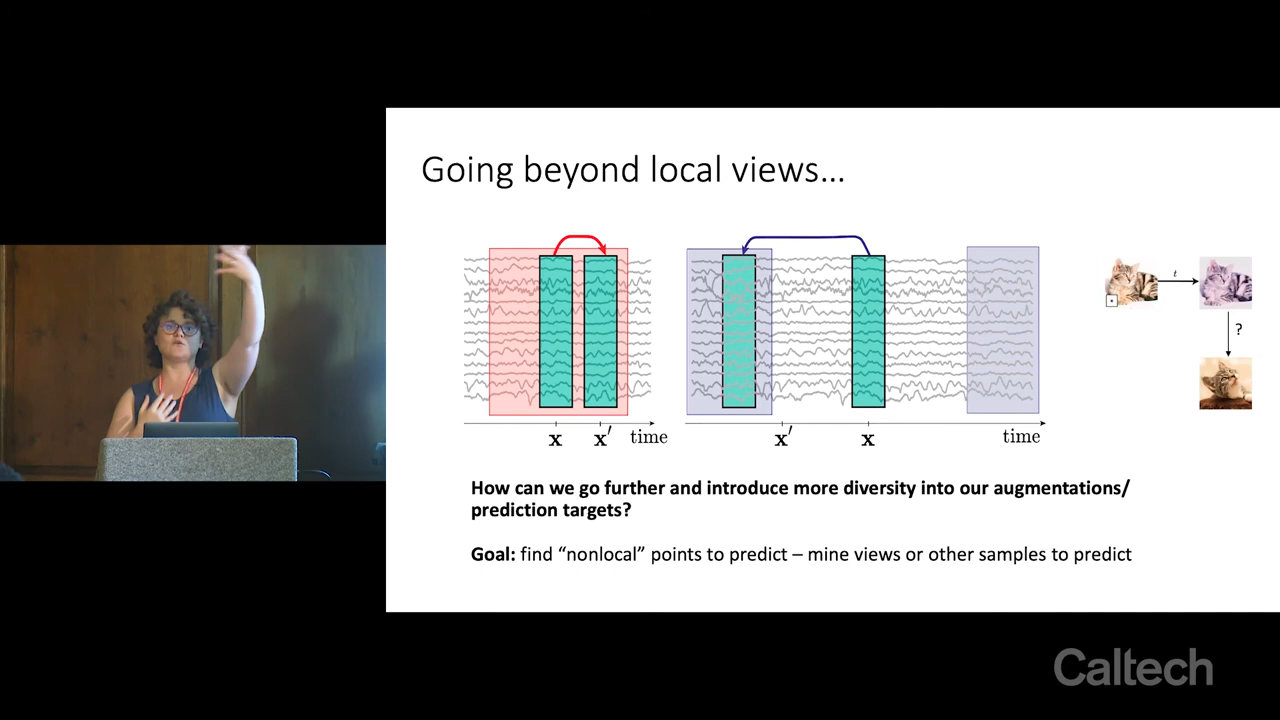 Going beyond local views...
x
x′
time
x′
x
time
t
?
How can we go further and introduce more diversity into our augmentations/
prediction targets?
Goal: find “nonlocal” points to predict – mine views or other samples to predict
Caltech